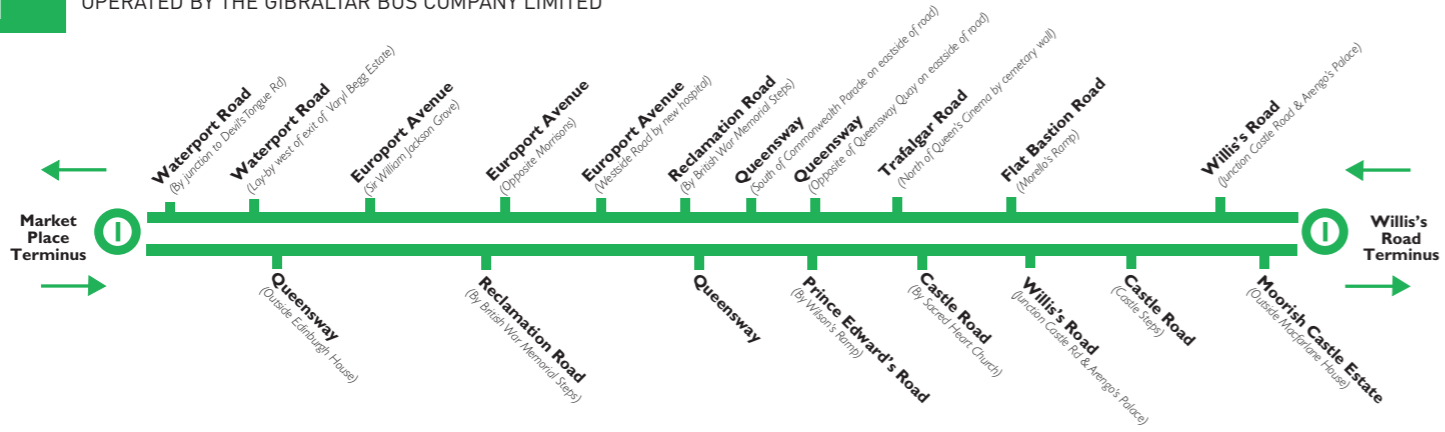 OPERATED BY THE GIBRALTAR BUS COMPANY LIMITED
Waterport Road
(By junction to Devil's Tongue Rd)
Waterport Road
(Lay-by west of exit of Varyl Begg Estate)
Europort Avenue
(Sir William Jackson Grove)
Europort Avenue
(Opposite Morrisons)
Europort Avenue
(Westside Road by new hospital)
Reclamation Road
(By British War Memorial Steps)
Queensway
(South of Commonwealth Parade on eastside of road)
Queensway
(Opposite of Queensway Quay on eastside of road)
Trafalgar Road
(North of Queen's Cinema by cemetary wall)
Flat Bastion Road
(Morello's Ramp)
Willis's Road
(Junction Castle Road & Arengo's Palace)
Market
Place
Terminus
1
1
Willis's
Road
Terminus
Queensway
(Outside Edinburgh House)
Reclamation Road
(By British War Memorial Steps)
Queensway
Prince Edward's Road
(By Wilson's Ramp)
Castle Road
(By Sacred Heart Church)
Willis's Road
(Junction Castle Rd & Arengo's Palace)
Castle Road
(Castle Steps)
Moorish Castle Estate
(Outside Macfarlane House)